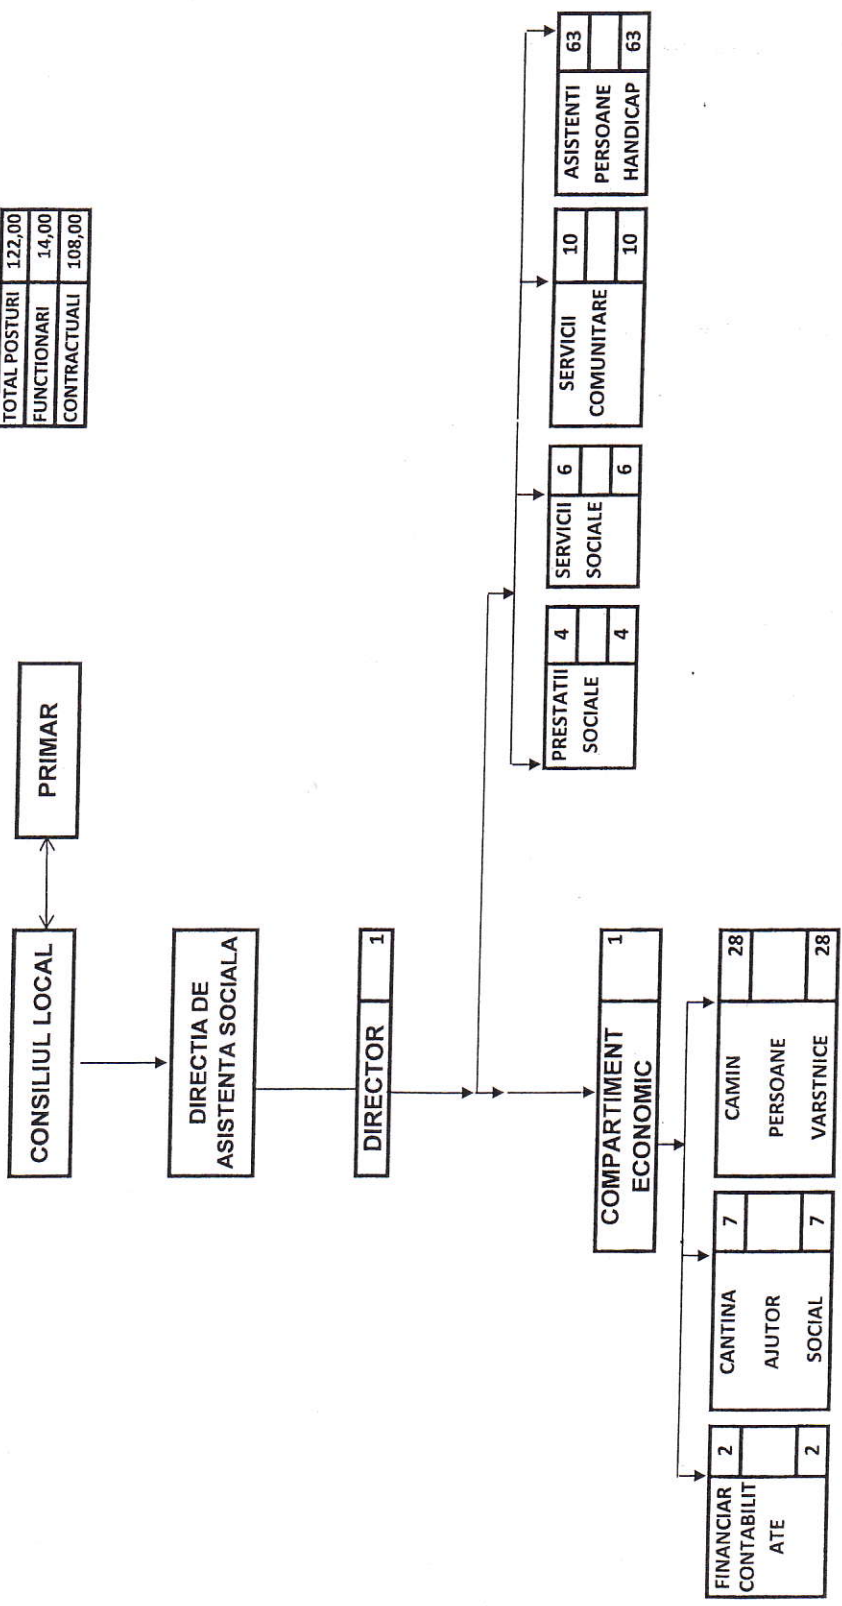 TOTAL POSTURI 122,00
FUNCTIONARI 14,00
CONTRACTUALI 108,00
CONSILIUL LOCAL
PRIMAR
DIRECTIA DE
ASISTENTA SOCIALA
DIRECTOR 1
PRESTATII 4
SOCIALE
4
SERVICII 6
SOCIALE
6
SERVICII 10
COMUNITARE
10
ASISTENTI 63
PERSOANE
HANDICAP 63
COMPARTIMENT 1
ECONOMIC
FINANCIAR 2
CONTABILIT
ATE 2
CANTINA 7
AJUTOR
SOCIAL 7
CAMIN 28
PERSOANE
VARSTNICE 28